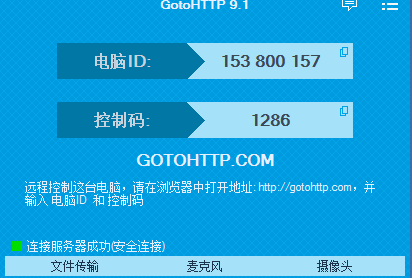 GotoHTTP 9.1
电脑ID: 153 800 157
控制码: 1286
GOTOHTTP.COM
远程控制这台电脑，请在浏览器中打开地址: http://gotohttp.com，并
输入 电脑ID 和 控制码
连接服务器成功(安全连接)
文件传输 麦克风 摄像头